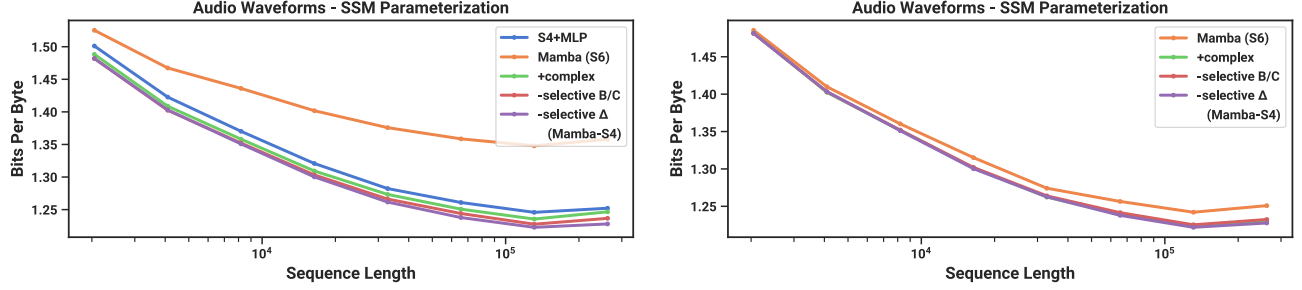 Audio Waveforms - SSM Parameterization
Bits Per Byte
1.50
1.45
1.40
1.35
1.30
1.25
S4+MLP
Mamba (S6)
+complex
-selective B/C
-selective Δ
(Mamba-S4)
10⁴
10⁵
Sequence Length
Audio Waveforms - SSM Parameterization
Bits Per Byte
1.45
1.40
1.35
1.30
1.25
Mamba (S6)
+complex
-selective B/C
-selective Δ
(Mamba-S4)
10⁴
10⁵
Sequence Length